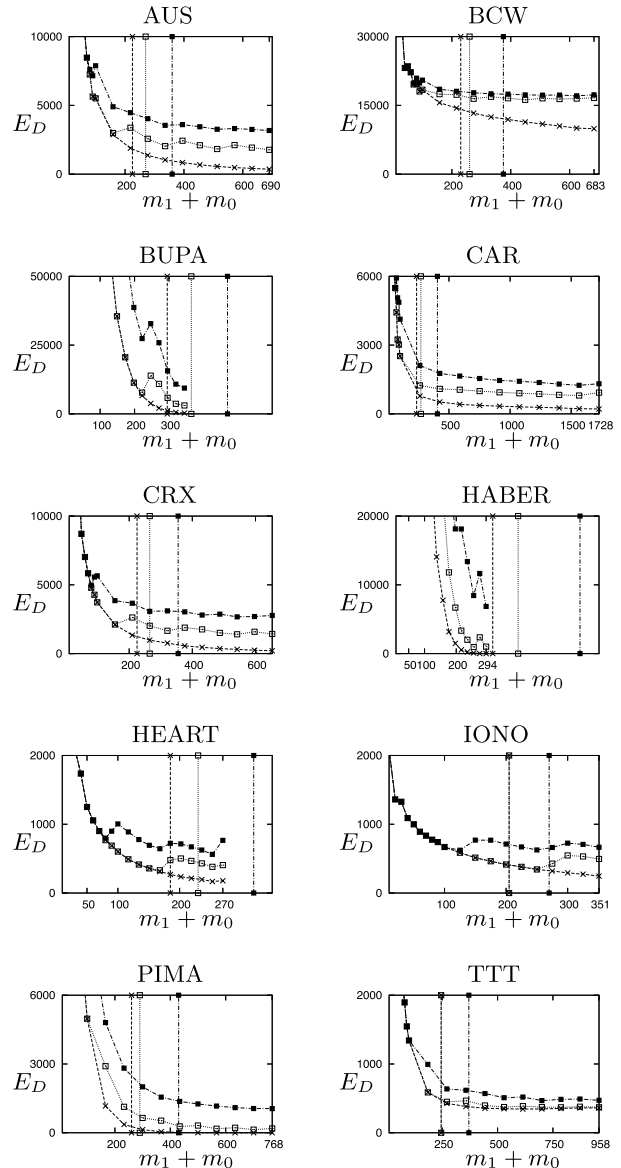 AUS
10000
5000
0
E_D
200 400 600 690
m_1 + m_0
BCW
30000
15000
0
E_D
200 400 600 683
m_1 + m_0
BUPA
50000
25000
0
E_D
100 200 300
m_1 + m_0
CAR
6000
3000
0
E_D
500 1000 1500 1728
m_1 + m_0
CRX
10000
5000
0
E_D
200 400 600
m_1 + m_0
HABER
20000
10000
0
E_D
50 100 200 294
m_1 + m_0
HEART
2000
1000
0
E_D
50 100 200 270
m_1 + m_0
IONO
2000
1000
0
E_D
100 200 300 351
m_1 + m_0
PIMA
6000
3000
0
E_D
200 400 600 768
m_1 + m_0
TTT
2000
1000
0
E_D
250 500 750 958
m_1 + m_0